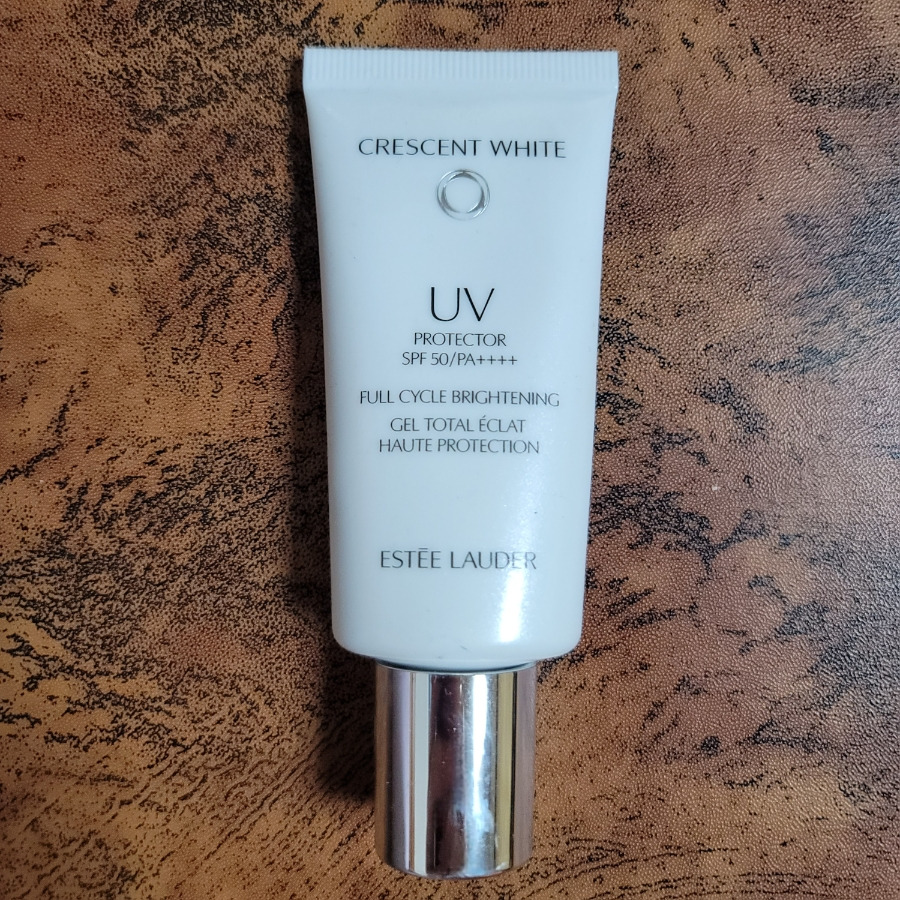 CRESCENT WHITE
UV
PROTECTOR
SPF 50/PA++++
FULL CYCLE BRIGHTENING
GEL TOTAL ÉCLAT
HAUTE PROTECTION
ESTĒE LAUDER